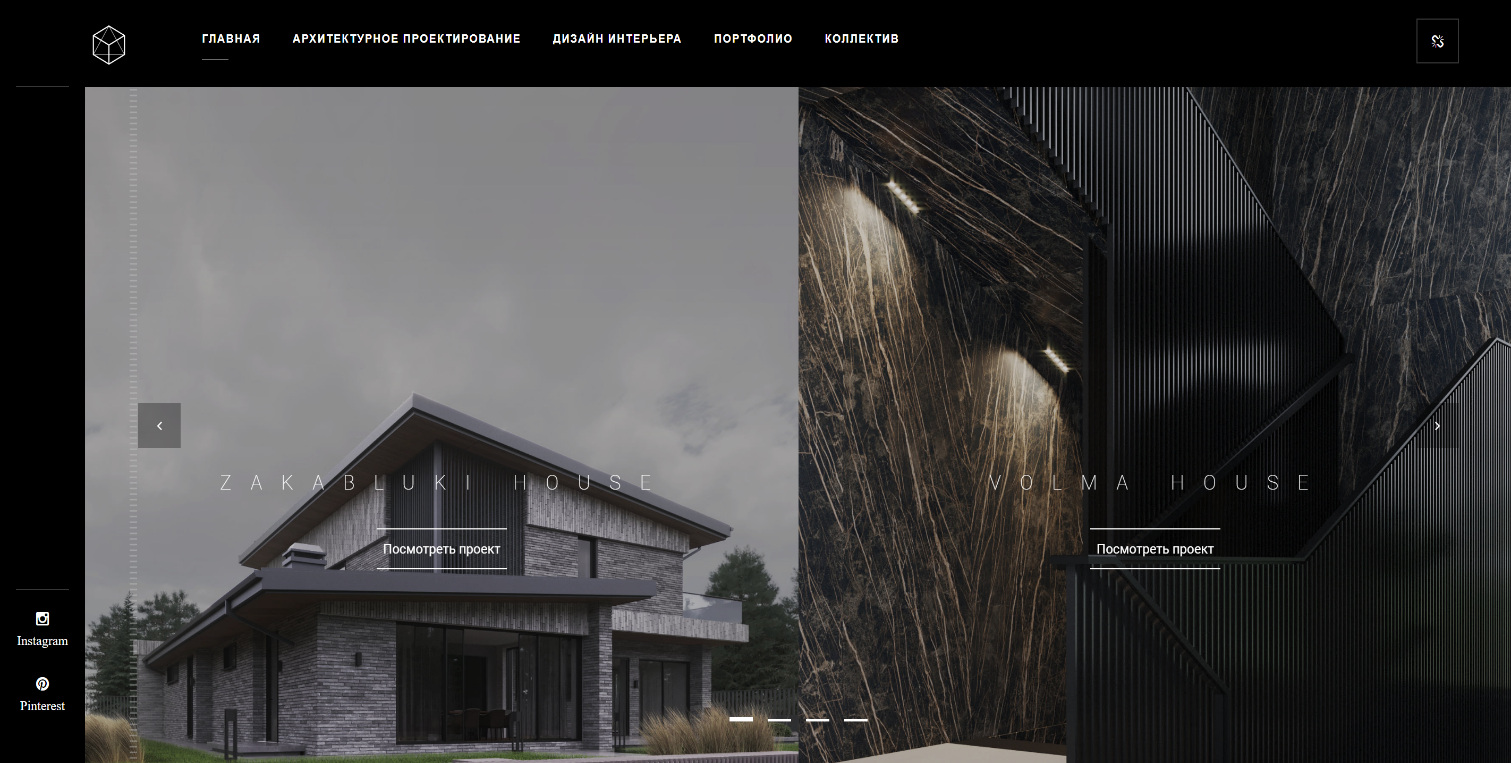 ГЛАВНАЯ
АРХИТЕКТУРНОЕ ПРОЕКТИРОВАНИЕ
ДИЗАЙН ИНТЕРЬЕРА
ПОРТФОЛИО
КОЛЛЕКТИВ
ZAKABLUKI HOUSE
Посмотреть проект
VOLMA HOUSE
Посмотреть проект
Instagram
Pinterest